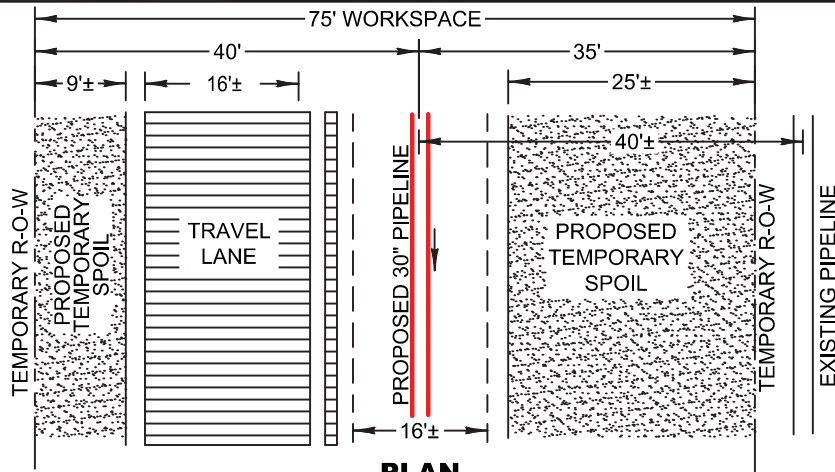 75' WORKSPACE
40'
35'
9'±
16'±
25'±
40'±
TEMPORARY R-O-W
PROPOSED
TEMPORARY
SPOIL
TRAVEL
LANE
PROPOSED 30" PIPELINE
PROPOSED
TEMPORARY
SPOIL
TEMPORARY R-O-W
EXISTING PIPELINE
16'±
PLAN